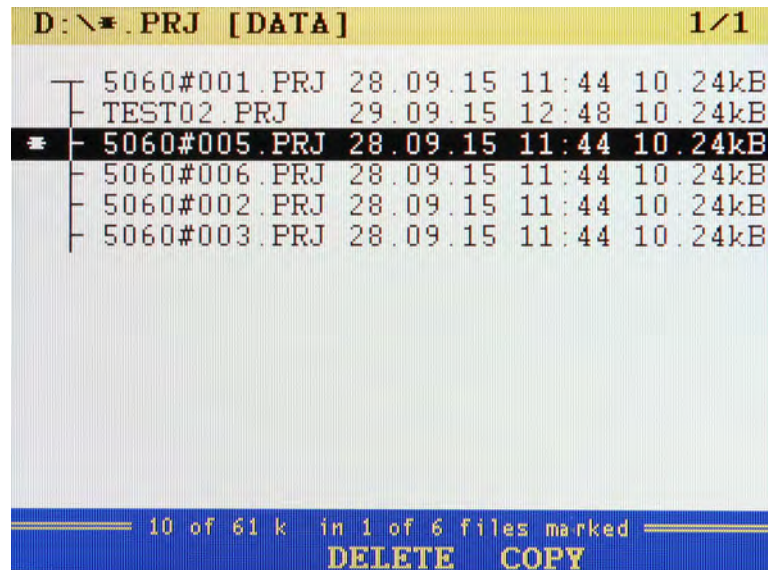 D:\*.PRJ [DATA] 1/1
5060#001.PRJ 28.09.15 11:44 10.24kB
TEST02.PRJ 29.09.15 12:48 10.24kB
* 5060#005.PRJ 28.09.15 11:44 10.24kB
5060#006.PRJ 28.09.15 11:44 10.24kB
5060#002.PRJ 28.09.15 11:44 10.24kB
5060#003.PRJ 28.09.15 11:44 10.24kB
10 of 61 k in 1 of 6 files marked
DELETE COPY